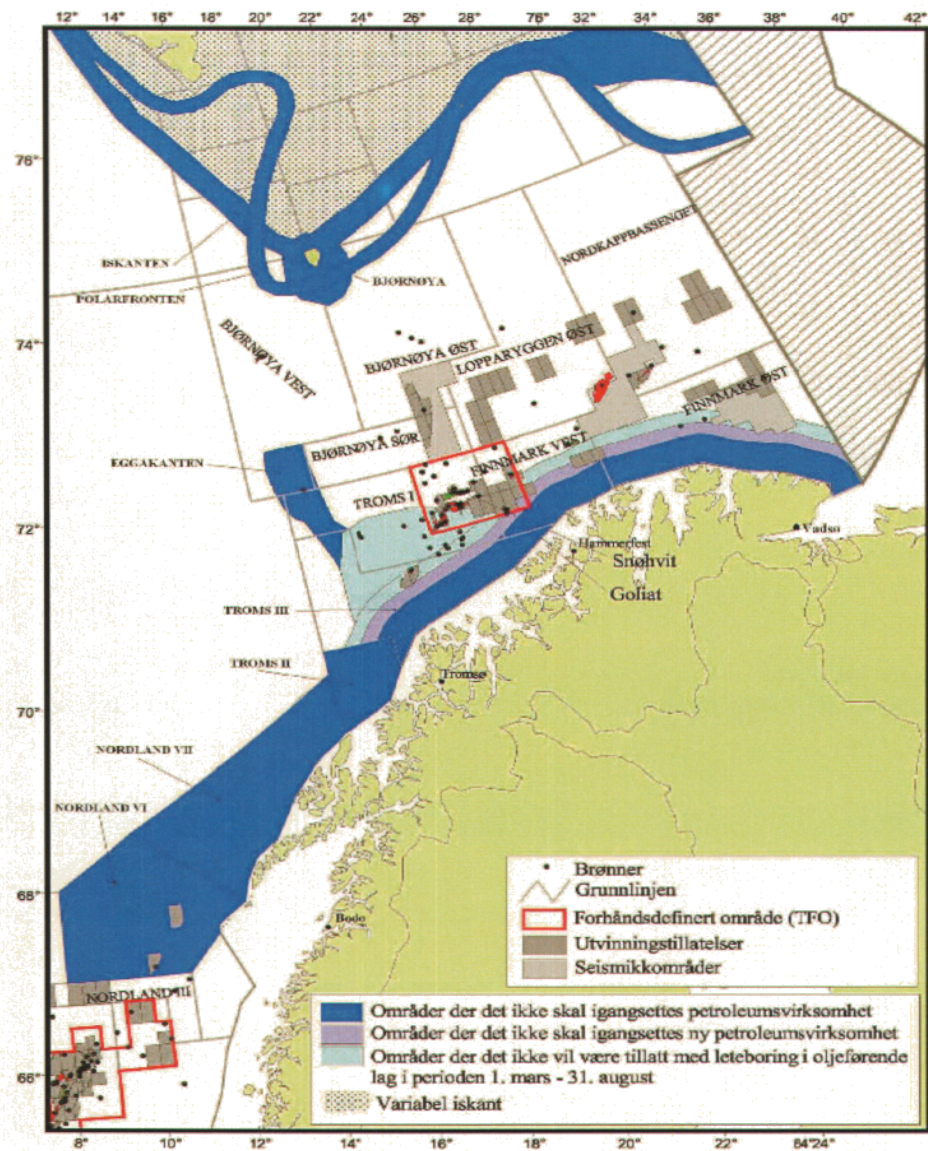 12° 14° 16° 18° 20° 22° 24° 26° 28° 76° 32° 34° 36° 38° 40° 42°
76°
NORDKAPPBASSENGET
ISKANTEN
POLARFRONTEN
BJØRNØYA
74°
BJØRNØYA VEST
BJØRNØYA ØST
LOPPARYGGEN ØST
FINNMARK ØST
EGGAKANTEN
BJØRNØYA SØR
FINNMARK VEST
TROMS I
72°
Vadsø
Hammerfest
Snøhvit
Goliat
TROMS III
TROMS II
Tromsø
70°
NORDLAND VII
NORDLAND VI
68°
Bodø
NORDLAND III
66°
Brønner
Grunnlinjen
Forhåndsdefinert område (TFO)
Utvinningstillatelser
Seismikkområder
Områder der det ikke skal igangsettes petroleumsvirksomhet
Områder der det ikke skal igangsettes ny petroleumsvirksomhet
Områder der det ikke vil være tillatt med leteboring i oljeførende
lag i perioden 1. mars - 31. august
Variabel iskant
8° 10° 12° 14° 16° 18° 20° 22° 64°24°